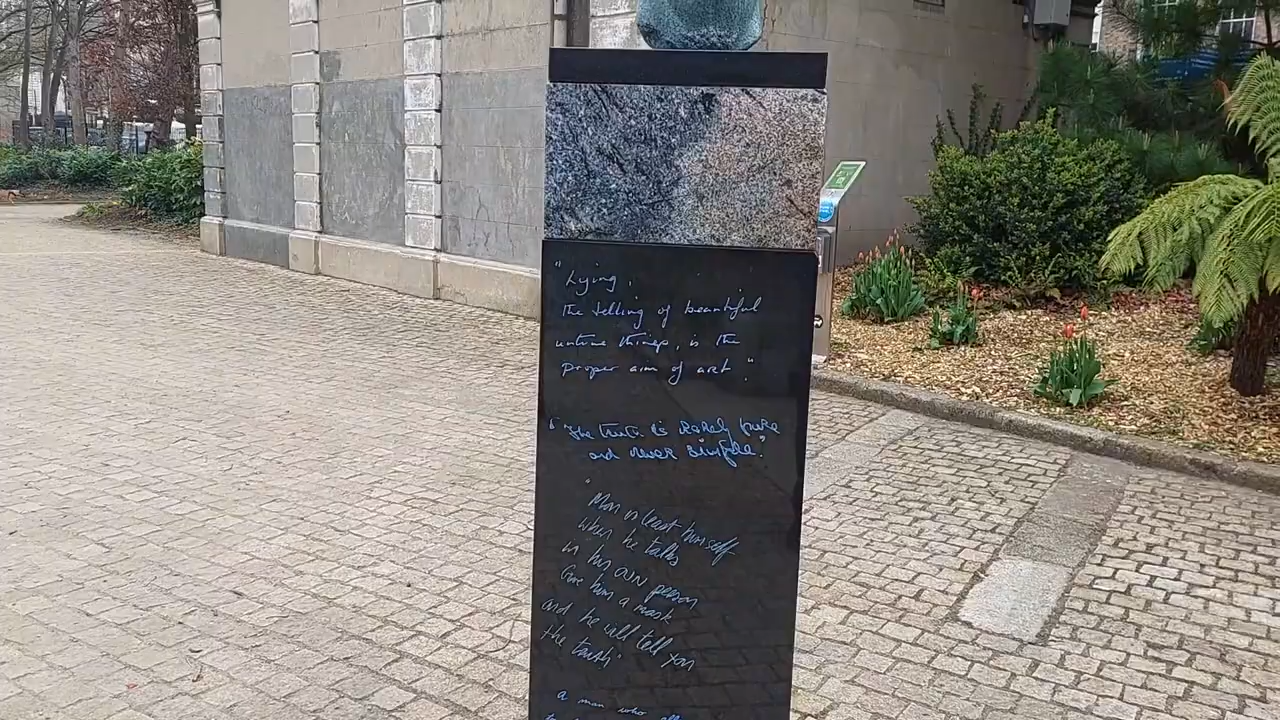 "Lying,
The telling of beautiful
untrue things, is the
proper aim of art."
"The truth is rarely pure
and never simple."
"Man is least himself
when he talks
in his own person
Give him a mask
and he will tell you
the truth"
a man who